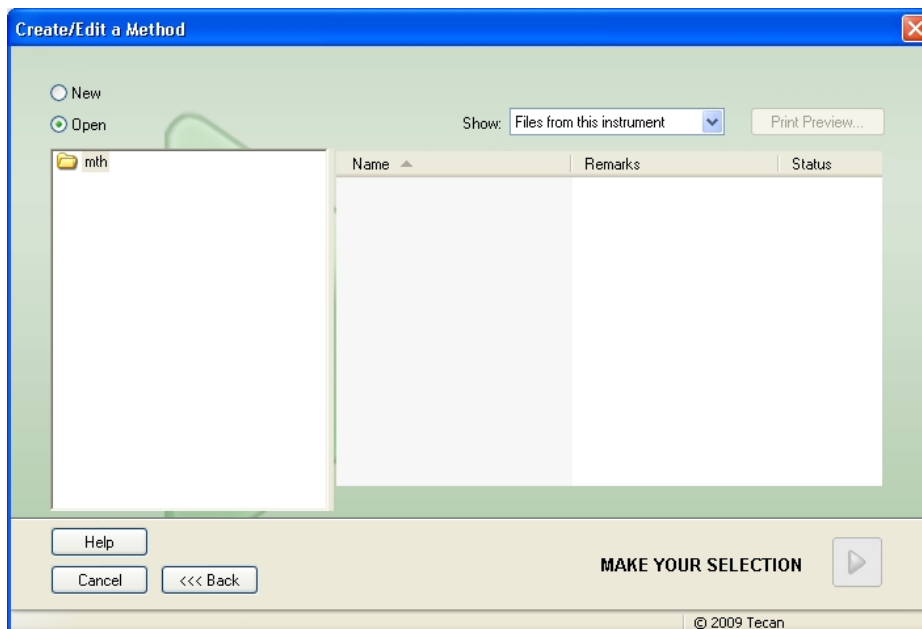 Create/Edit a Method
New
Open
Show: Files from this instrument
Print Preview...
mth
Name Remarks Status
Help
Cancel <<< Back
MAKE YOUR SELECTION
© 2009 Tecan